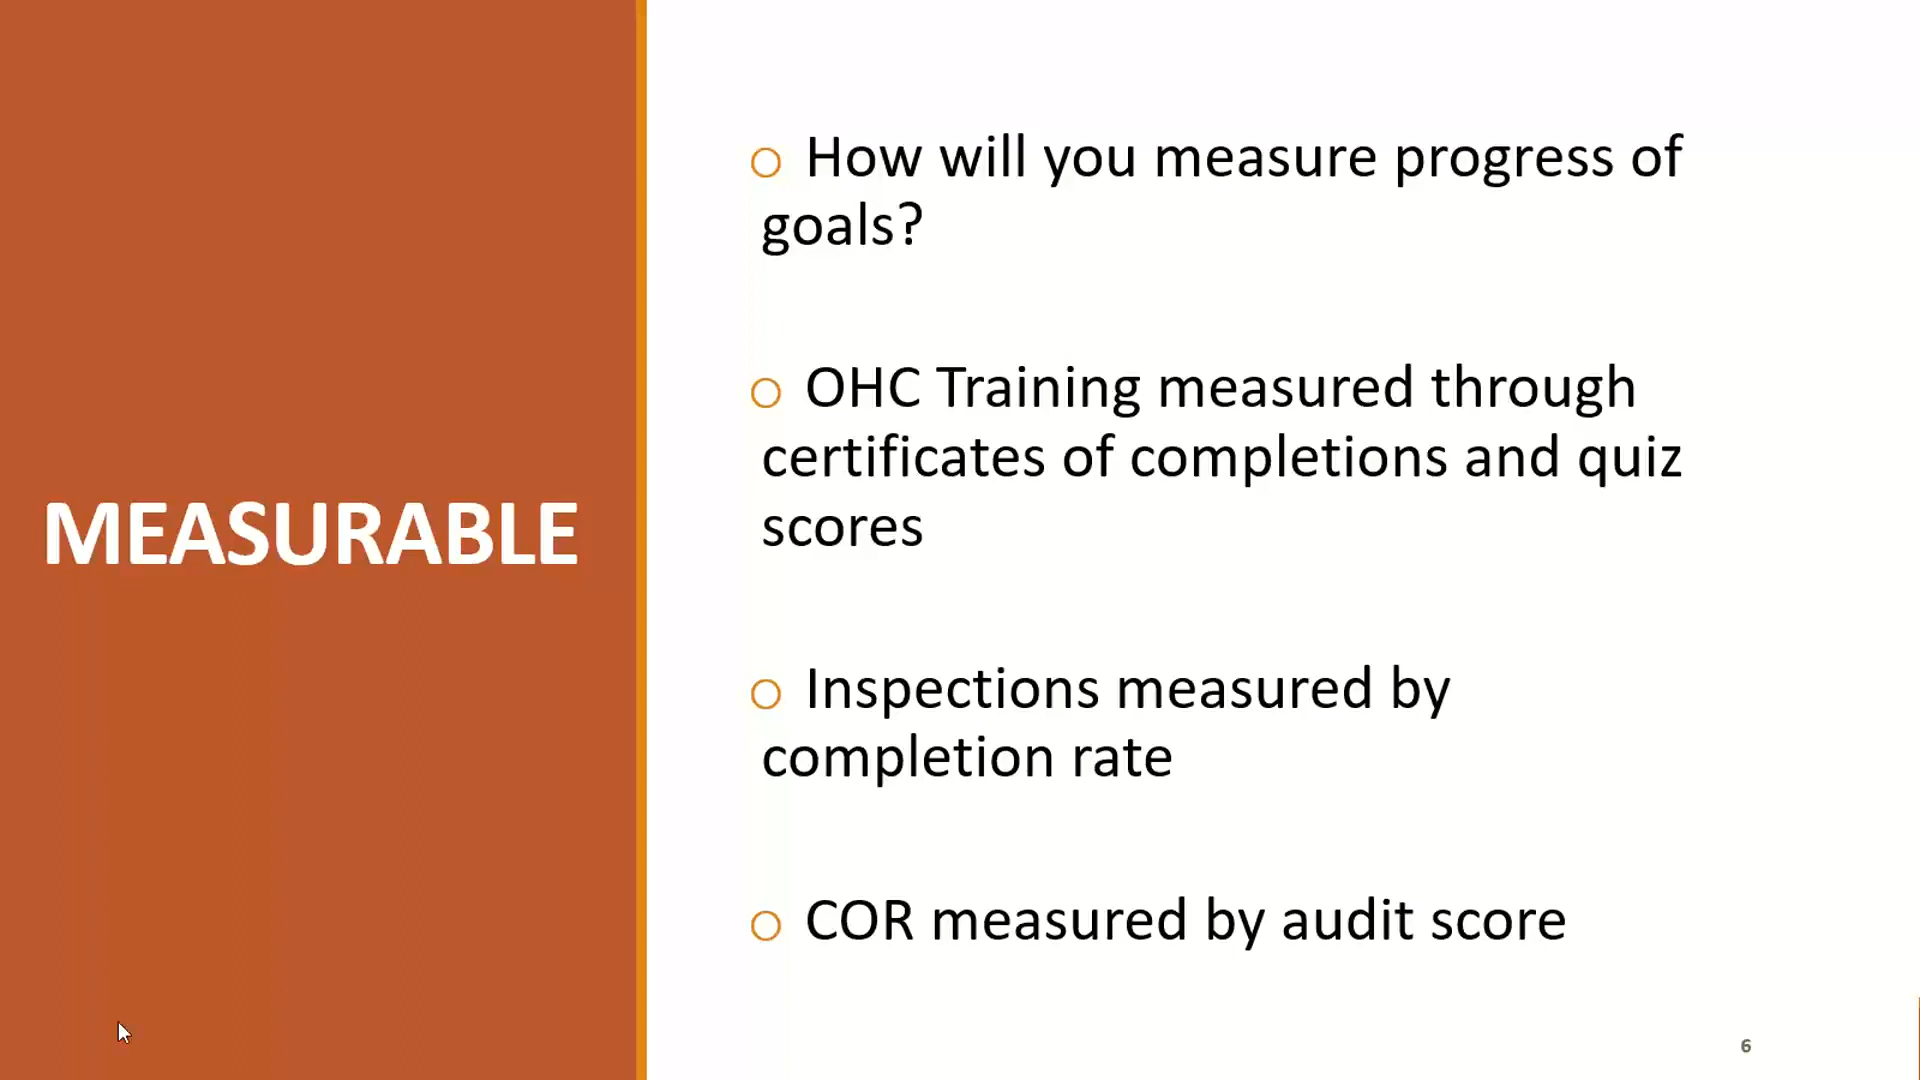 MEASURABLE
o How will you measure progress of
goals?
o OHC Training measured through
certificates of completions and quiz
scores
o Inspections measured by
completion rate
o COR measured by audit score
6